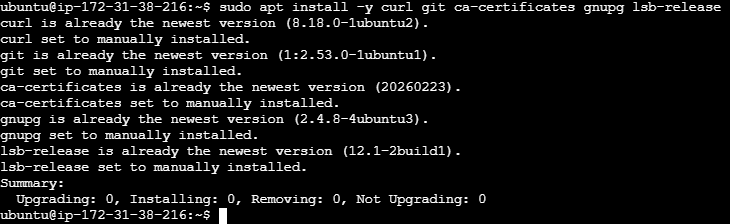 ubuntu@ip-172-31-38-216:~$ sudo apt install -y curl git ca-certificates gnupg lsb-release
curl is already the newest version (8.18.0-1ubuntu2).
curl set to manually installed.
git is already the newest version (1:2.53.0-1ubuntu1).
git set to manually installed.
ca-certificates is already the newest version (20260223).
ca-certificates set to manually installed.
gnupg is already the newest version (2.4.8-4ubuntu3).
gnupg set to manually installed.
lsb-release is already the newest version (12.1-2build1).
lsb-release set to manually installed.
Summary:
  Upgrading: 0, Installing: 0, Removing: 0, Not Upgrading: 0
ubuntu@ip-172-31-38-216:~$